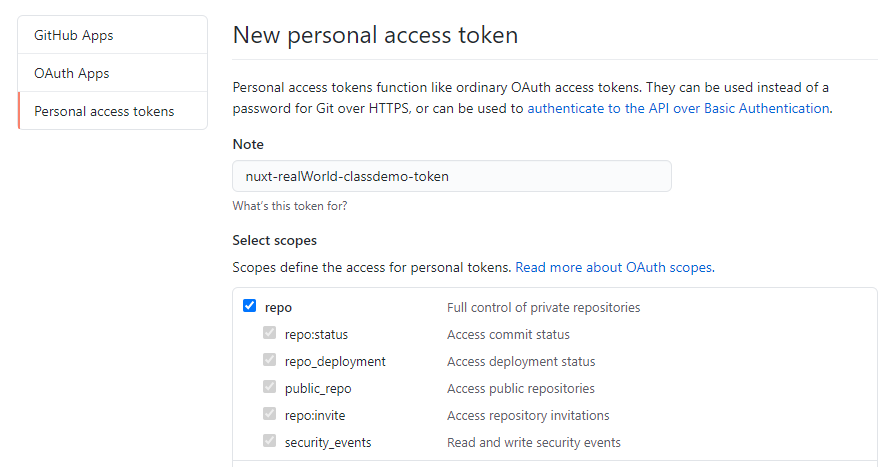 GitHub Apps
OAuth Apps
Personal access tokens
New personal access token
Personal access tokens function like ordinary OAuth access tokens. They can be used instead of a
password for Git over HTTPS, or can be used to authenticate to the API over Basic Authentication.
Note
nuxt-realWorld-classdemo-token
What's this token for?
Select scopes
Scopes define the access for personal tokens. Read more about OAuth scopes.
repo Full control of private repositories
repo:status Access commit status
repo_deployment Access deployment status
public_repo Access public repositories
repo:invite Access repository invitations
security_events Read and write security events